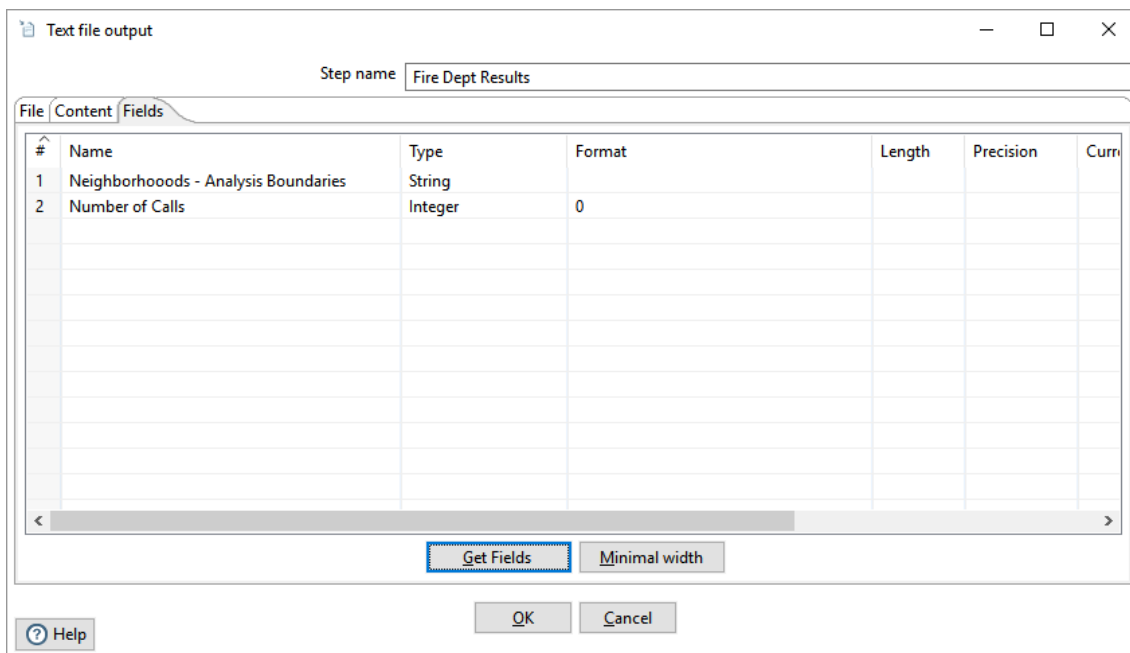 Text file output
Step name Fire Dept Results
File Content Fields
# Name Type Format Length Precision Curr
1 Neighborhooods - Analysis Boundaries String
2 Number of Calls Integer 0
Get Fields Minimal width
OK Cancel
Help